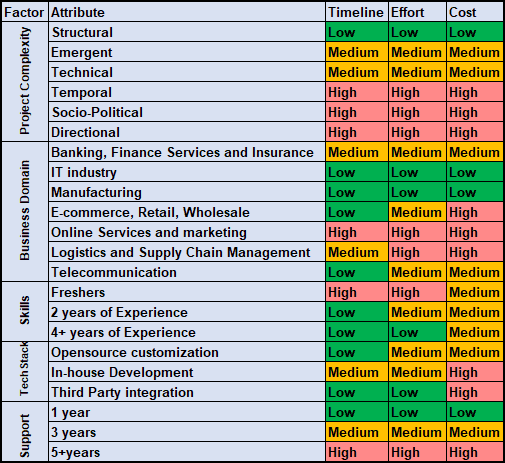 Factor Attribute Timeline Effort Cost
Project Complexity
Structural Low Low Low
Emergent Medium Medium Medium
Technical Medium Medium Medium
Temporal High High High
Socio-Political High High High
Directional High High High
Business Domain
Banking, Finance Services and Insurance Medium Medium Medium
IT industry Low Low Low
Manufacturing Low Low Low
E-commerce, Retail, Wholesale Low Medium High
Online Services and marketing High High High
Logistics and Supply Chain Management Medium High High
Telecommunication Low Medium Medium
Skills
Freshers High High Medium
2 years of Experience Low Medium Medium
4+ years of Experience Low Low Medium
Tech Stack
Opensource customization Low Medium Medium
In-house Development Medium Medium High
Third Party integration Low Low High
Support
1 year Low Low Low
3 years Medium Medium Medium
5+years High High High